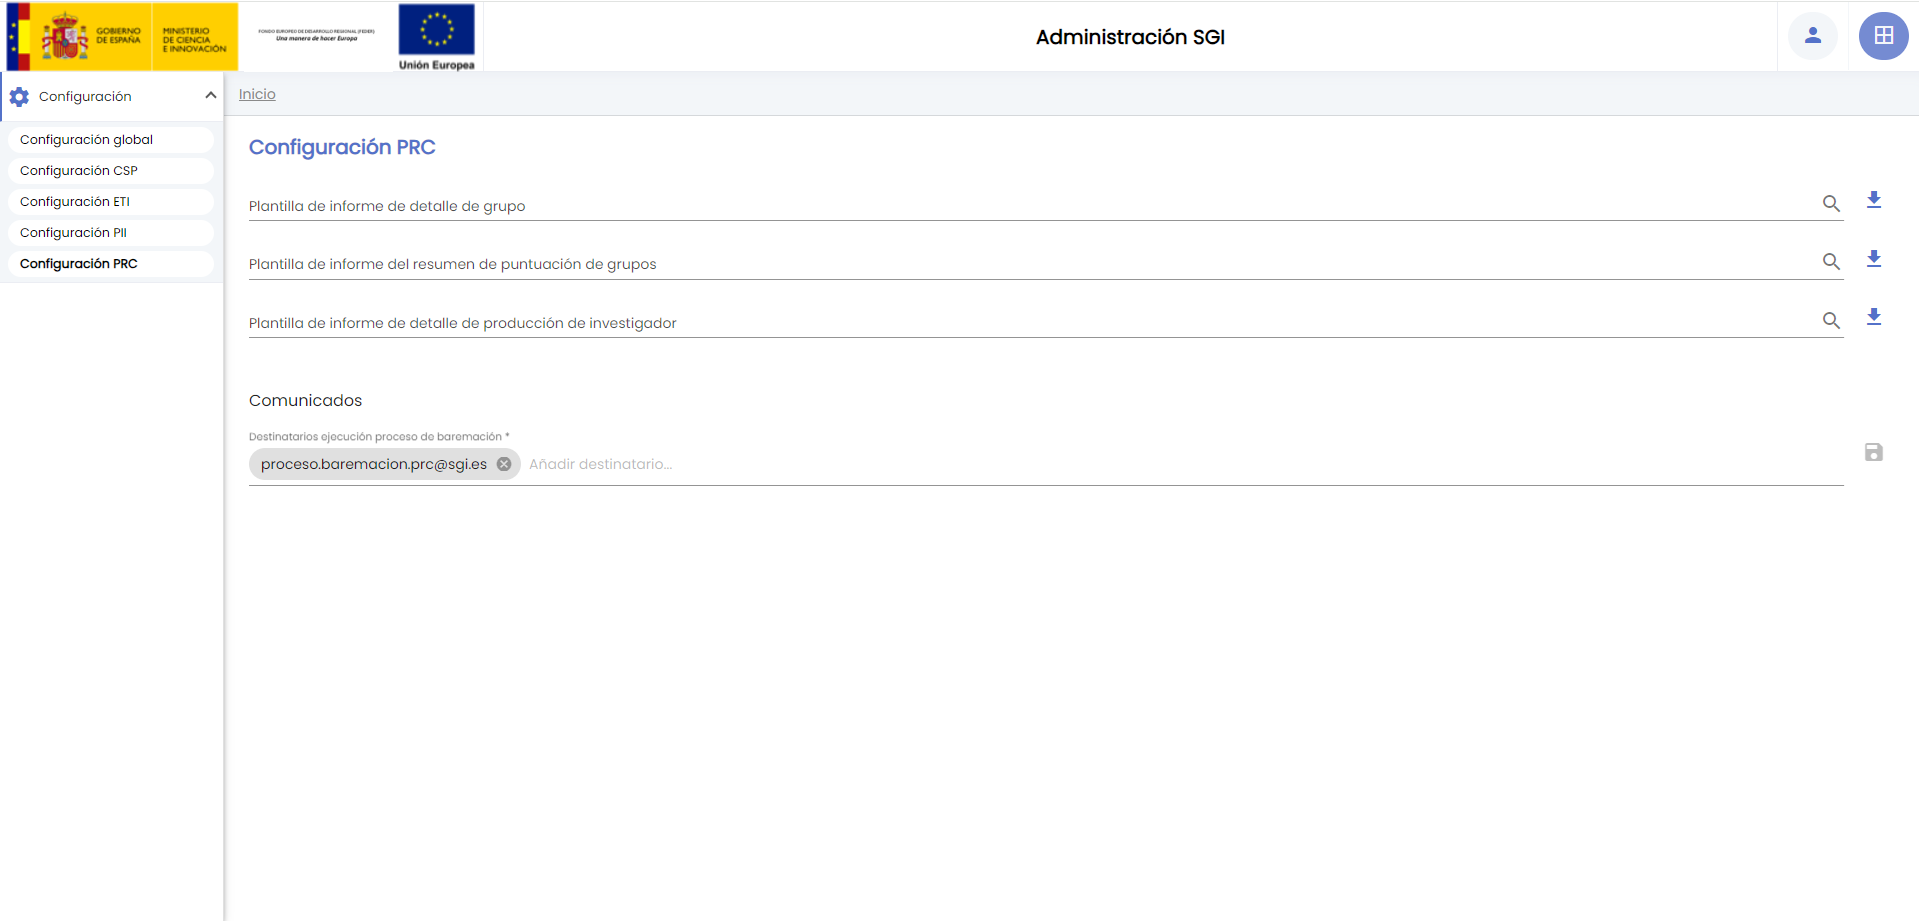 GOBIERNO
DE ESPAÑA
MINISTERIO
DE CIENCIA
E INNOVACIÓN
FONDO EUROPEO DE DESARROLLO REGIONAL (FEDER)
Una manera de hacer Europa
Unión Europea
Administración SGI
Configuración
Inicio
Configuración global
Configuración CSP
Configuración ETI
Configuración PII
Configuración PRC
Configuración PRC
Plantilla de informe de detalle de grupo
Plantilla de informe del resumen de puntuación de grupos
Plantilla de informe de detalle de producción de investigador
Comunicados
Destinatarios ejecución proceso de baremación *
proceso.baremacion.prc@sgi.es Añadir destinatario...